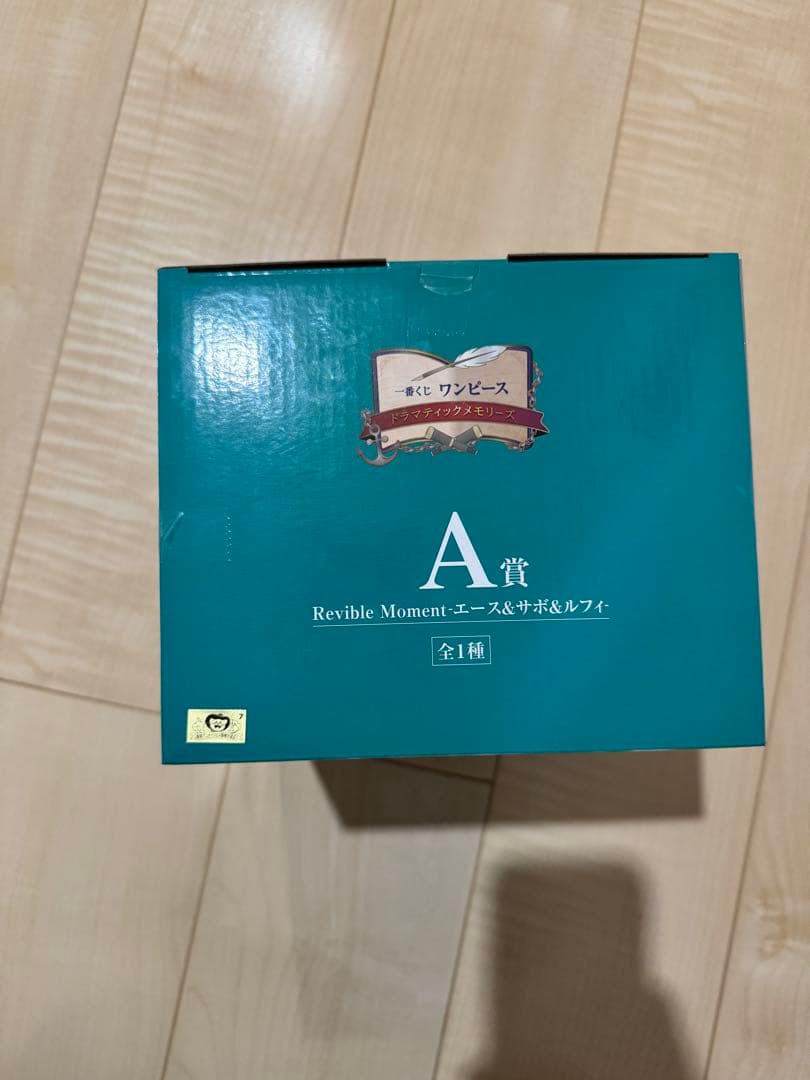 一番くじ ワンピース
ドラマティックメモリーズ
A賞
Revible Moment-エース&サボ&ルフィ-
全1種
7